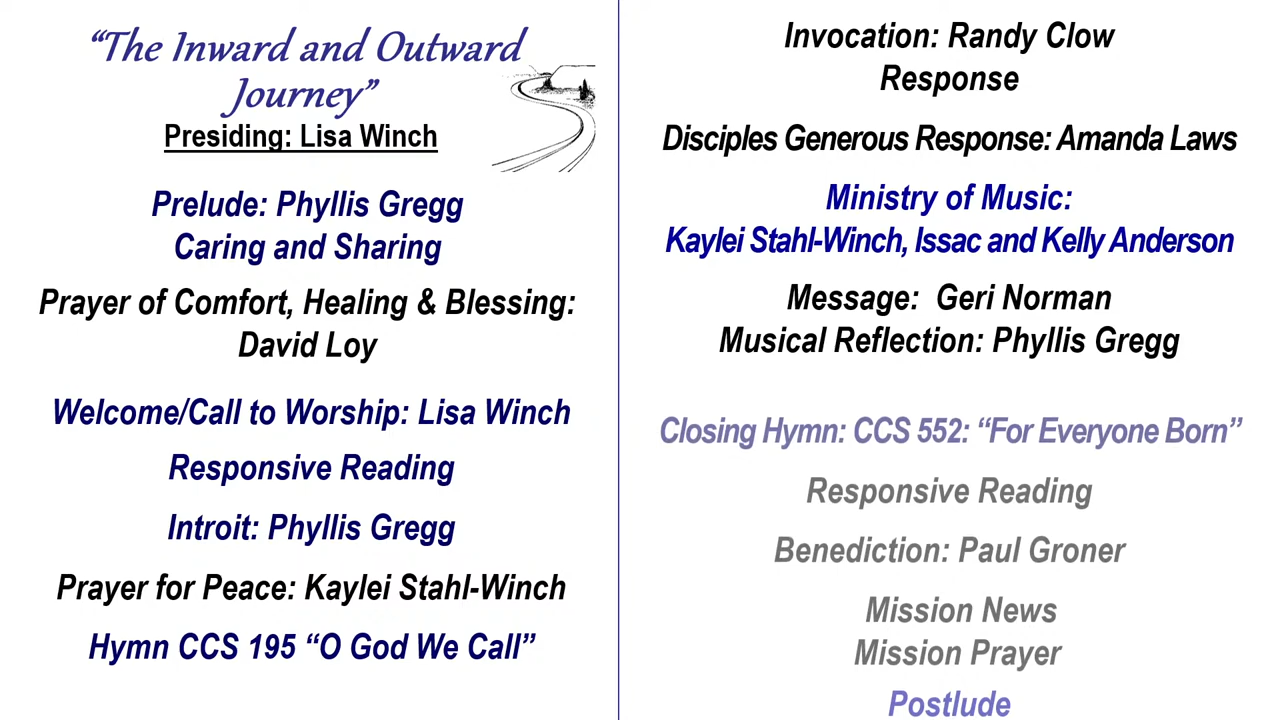 “The Inward and Outward
Journey”
Presiding: Lisa Winch
Prelude: Phyllis Gregg
Caring and Sharing
Prayer of Comfort, Healing & Blessing:
David Loy
Welcome/Call to Worship: Lisa Winch
Responsive Reading
Introit: Phyllis Gregg
Prayer for Peace: Kaylei Stahl-Winch
Hymn CCS 195 “O God We Call”
Invocation: Randy Clow
Response
Disciples Generous Response: Amanda Laws
Ministry of Music:
Kaylei Stahl-Winch, Issac and Kelly Anderson
Message: Geri Norman
Musical Reflection: Phyllis Gregg
Closing Hymn: CCS 552: “For Everyone Born”
Responsive Reading
Benediction: Paul Groner
Mission News
Mission Prayer
Postlude